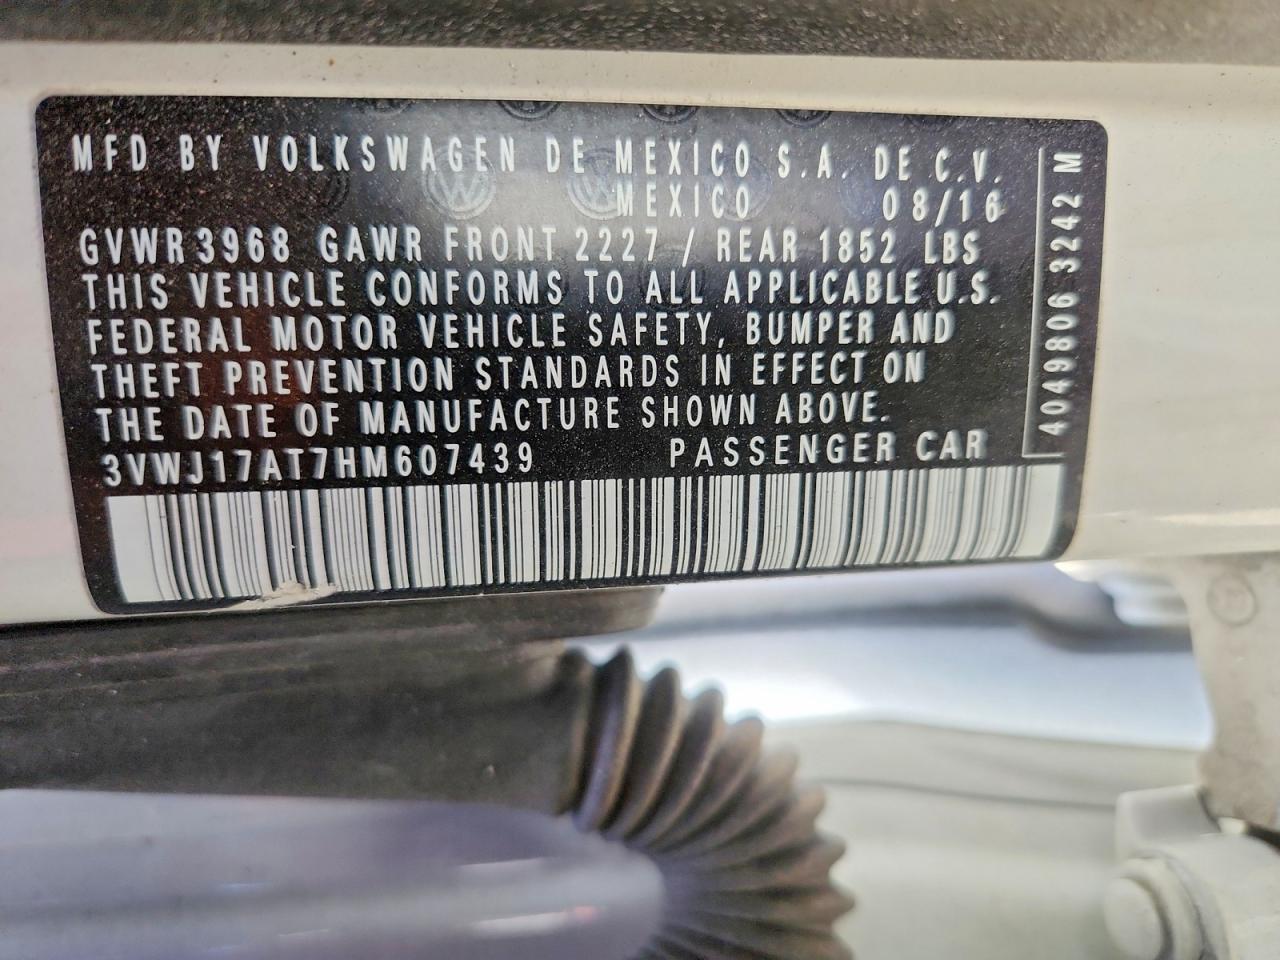 MFD BY VOLKSWAGEN DE MEXICO S.A. DE C.V.
MEXICO 08/16
GVWR 3968 GAWR FRONT 2227 / REAR 1852 LBS
THIS VEHICLE CONFORMS TO ALL APPLICABLE U.S.
FEDERAL MOTOR VEHICLE SAFETY, BUMPER AND
THEFT PREVENTION STANDARDS IN EFFECT ON
THE DATE OF MANUFACTURE SHOWN ABOVE.
3VWJ17AT7HM607439 PASSENGER CAR
4049806 3242 M